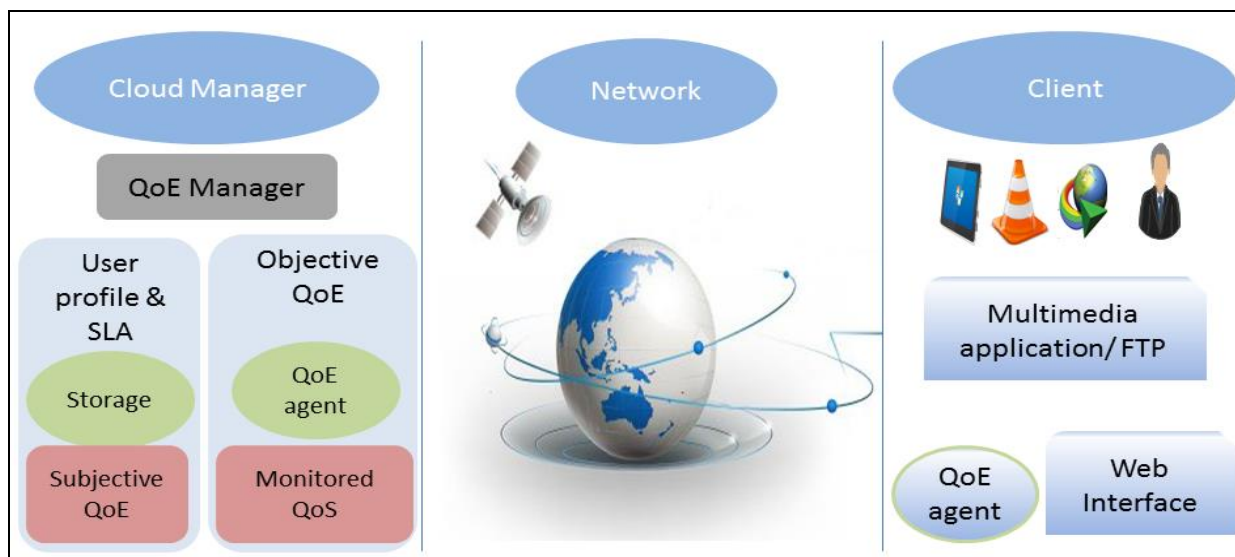 Cloud Manager
QoE Manager
User
profile &
SLA
Storage
Subjective
QoE
Objective
QoE
QoE
agent
Monitored
QoS
Network
Client
Multimedia
application/ FTP
QoE
agent
Web
Interface